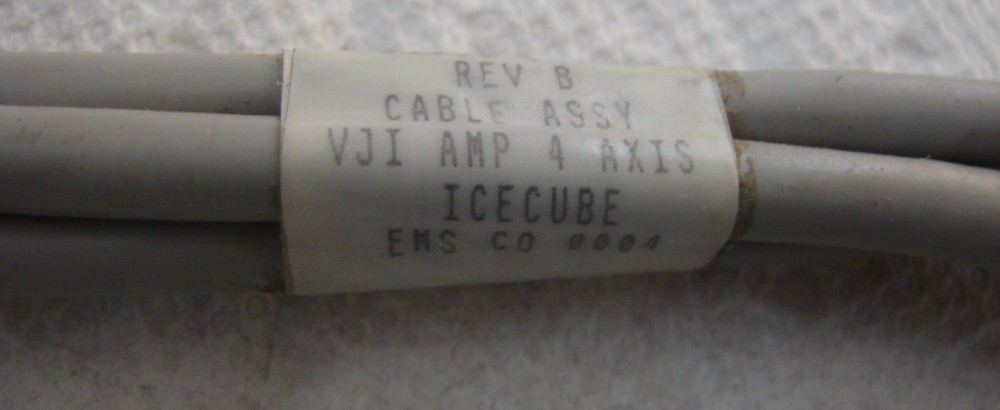 REV B
CABLE ASSY
VJI AMP 4 AXIS
ICECUBE
EMS CO 0004